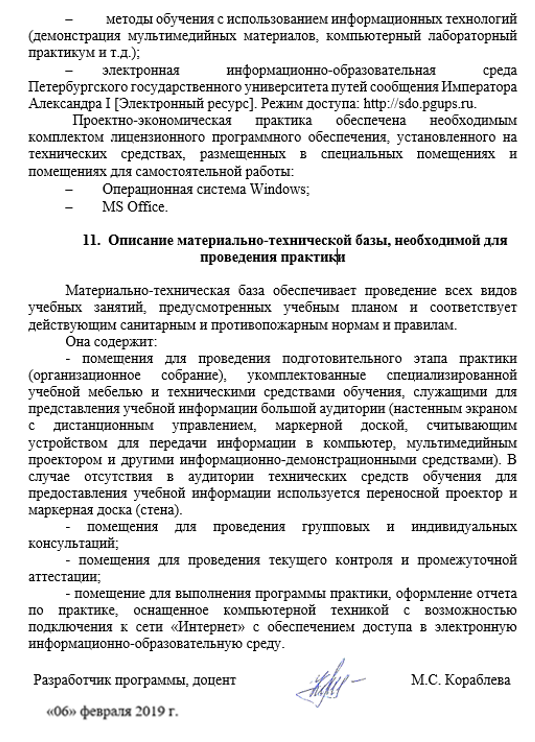 – методы обучения с использованием информационных технологий
(демонстрация мультимедийных материалов, компьютерный лабораторный
практикум и т.д.);
– электронная информационно-образовательная среда
Петербургского государственного университета путей сообщения Императора
Александра I [Электронный ресурс]. Режим доступа: http://sdo.pgups.ru.
Проектно-экономическая практика обеспечена необходимым
комплектом лицензионного программного обеспечения, установленного на
технических средствах, размещенных в специальных помещениях и
помещениях для самостоятельной работы:
– Операционная система Windows;
– MS Office.
11. Описание материально-технической базы, необходимой для
проведения практики
Материально-техническая база обеспечивает проведение всех видов
учебных занятий, предусмотренных учебным планом и соответствует
действующим санитарным и противопожарным нормам и правилам.
Она содержит:
- помещения для проведения подготовительного этапа практики
(организационное собрание), укомплектованные специализированной
учебной мебелью и техническими средствами обучения, служащими для
представления учебной информации большой аудитории (настенным экраном
с дистанционным управлением, маркерной доской, считывающим
устройством для передачи информации в компьютер, мультимедийным
проектором и другими информационно-демонстрационными средствами). В
случае отсутствия в аудитории технических средств обучения для
предоставления учебной информации используется переносной проектор и
маркерная доска (стена).
- помещения для проведения групповых и индивидуальных
консультаций;
- помещения для проведения текущего контроля и промежуточной
аттестации;
- помещение для выполнения программы практики, оформление отчета
по практике, оснащенное компьютерной техникой с возможностью
подключения к сети «Интернет» с обеспечением доступа в электронную
информационно-образовательную среду.
Разработчик программы, доцент М.С. Кораблева
«06» февраля 2019 г.